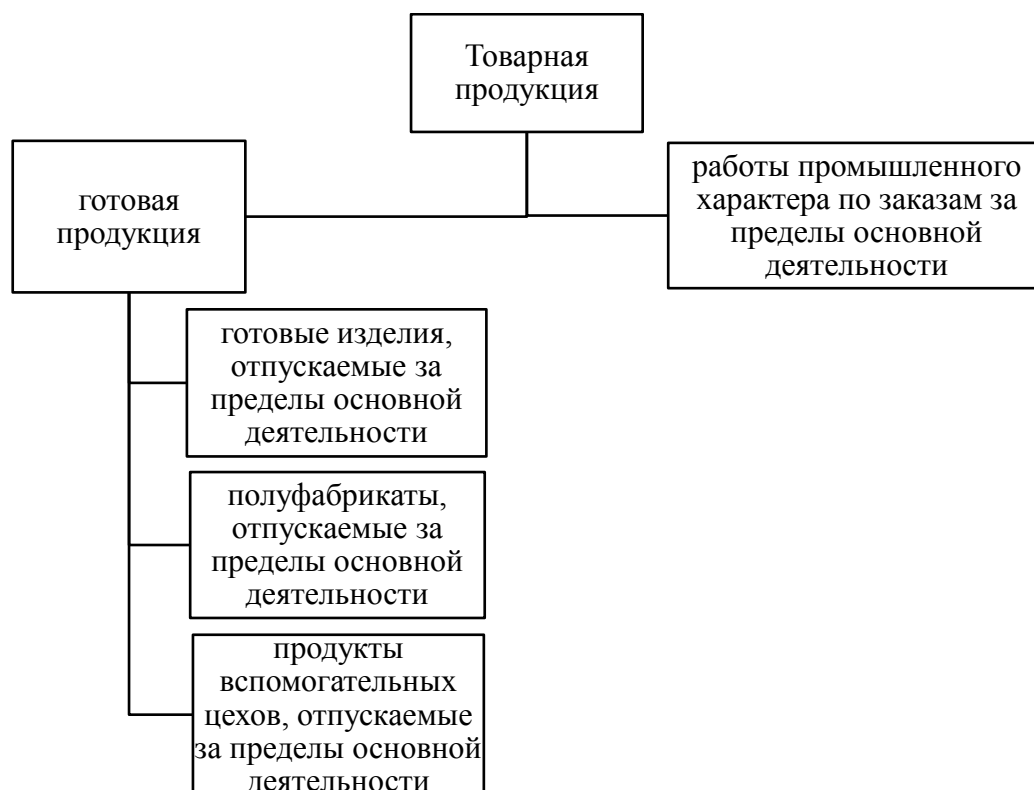 Товарная
продукция
готовая
продукция
работы промышленного
характера по заказам за
пределы основной
деятельности
готовые изделия,
отпускаемые за
пределы основной
деятельности
полуфабрикаты,
отпускаемые за
пределы основной
деятельности
продукты
вспомогательных
цехов, отпускаемые
за пределы основной
деятельности